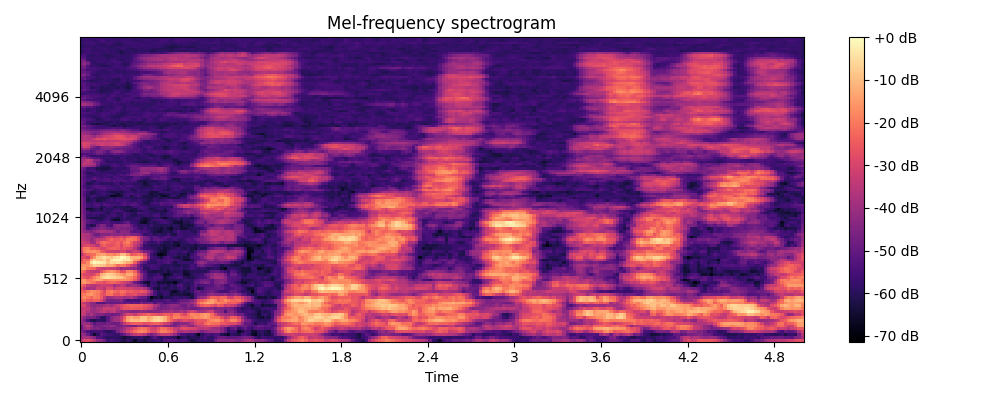 Mel-frequency spectrogram
+0 dB
-10 dB
-20 dB
-30 dB
-40 dB
-50 dB
-60 dB
-70 dB
4096
2048
1024
512
0
Hz
0 0.6 1.2 1.8 2.4 3 3.6 4.2 4.8
Time